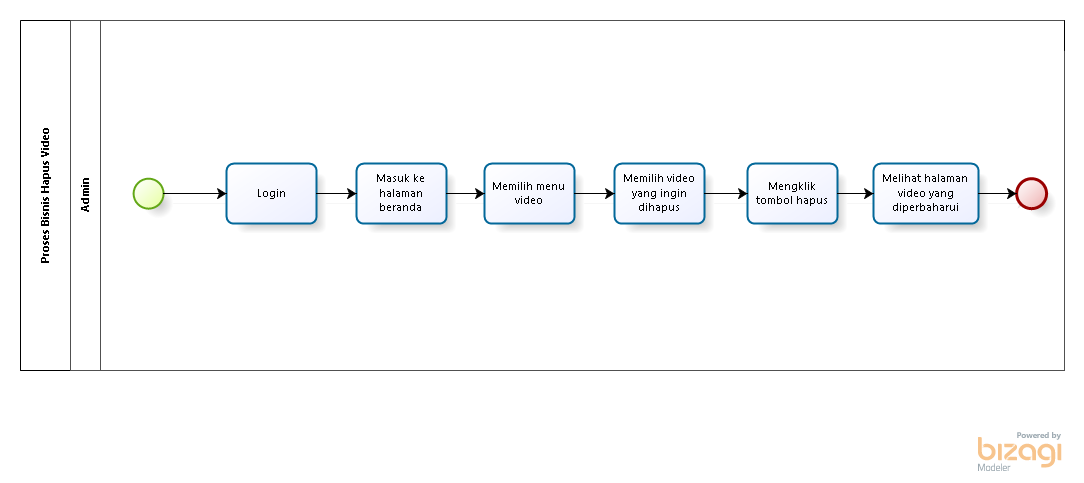 Proses Bisnis Hapus Video
Admin
Login
Masuk ke
halaman
beranda
Memilih menu
video
Memilih video
yang ingin
dihapus
Mengklik
tombol hapus
Melihat halaman
video yang
diperbaharui
Powered by
bizagi
Modeler